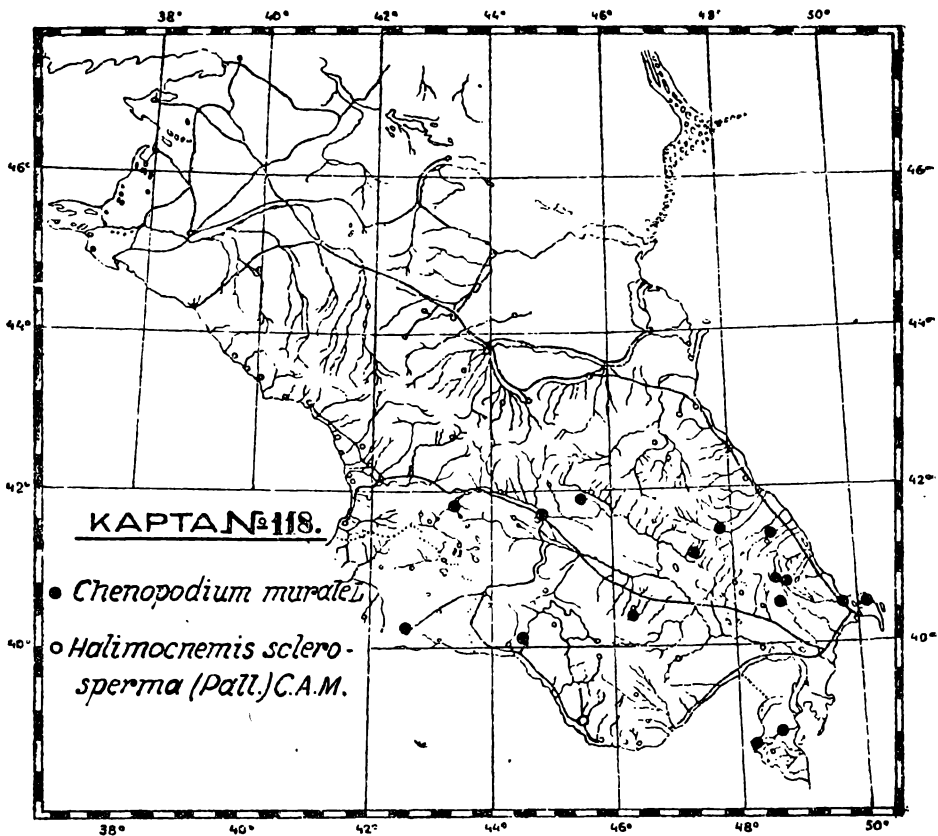 38° 40° 42° 44° 46° 48° 50°
46° 46°
44° 44°
42° 42°
КАРТА №118.
Chenopodium murale L.
40° 40°
Halimocnemis sclero-
sperma (Pall.) C.A.M.
38° 40° 42° 44° 46° 48° 50°